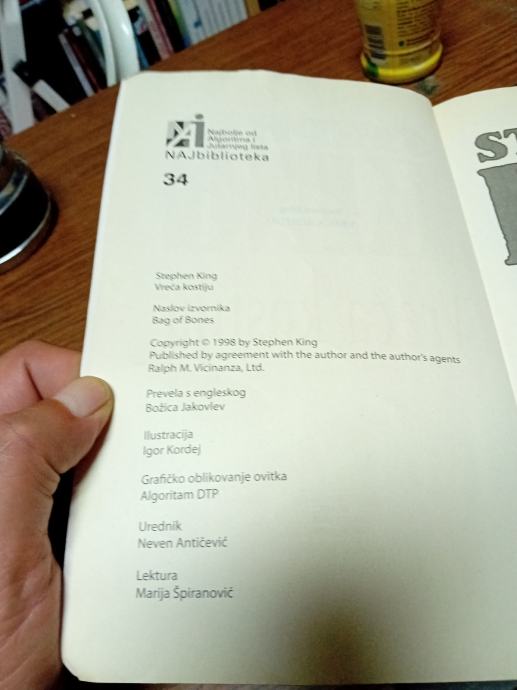 Najbolje od
Algoritma i
Jutarnjeg lista
NAJbiblioteka
34
Stephen King
Vreća kostiju
Naslov izvornika
Bag of Bones
Copyright © 1998 by Stephen King
Published by agreement with the author and the author's agents
Ralph M. Vicinanza, Ltd.
Prevela s engleskog
Božica Jakovlev
Ilustracija
Igor Kordej
Grafičko oblikovanje ovitka
Algoritam DTP
Urednik
Neven Antičević
Lektura
Marija Špiranović
ST